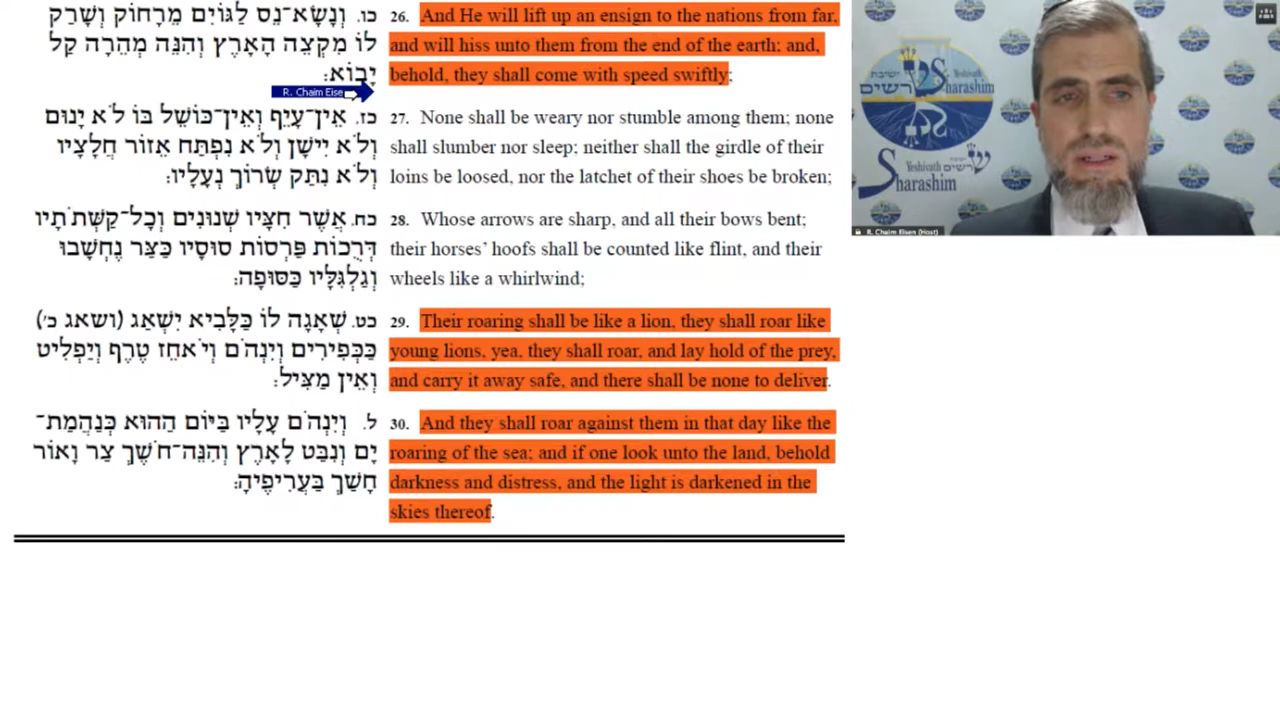 כו. וְנָשָׂא־נֵס לַגּוֹיִם מֵרָחוֹק וְשָׁרַק
לוֹ מִקְצֵה הָאָרֶץ וְהִנֵּה מְהֵרָה קַל
יָבוֹא:
R. Chaim Eise
כז. אֵין־עָיֵף וְאֵין־כּוֹשֵׁל בּוֹ לֹא יָנוּם
וְלֹא יִישָׁן וְלֹא נִפְתַּח אֵזוֹר חֲלָצָיו
וְלֹא נִתַּק שְׂרוֹךְ נְעָלָיו:
כח. אֲשֶׁר חִצָּיו שְׁנוּנִים וְכָל־קַשְּׁתֹתָיו
דְּרֻכוֹת פַּרְסוֹת סוּסָיו כַּצַּר נֶחְשָׁבוּ
וְגַלְגִּלָּיו כַּסּוּפָה:
כט. שְׁאָגָה לוֹ כַּלָּבִיא יִשְׁאַג (ושאג כ׳)
כַּכְּפִירִים וְיִנְהֹם וְיֹאחֵז טֶרֶף וְיַפְלִיט
וְאֵין מַצִּיל:
ל. וְיִנְהֹם עָלָיו בַּיּוֹם הַהוּא כְּנַהֲמַת־
יָם וְנִבַּט לָאָרֶץ וְהִנֵּה־חֹשֶׁךְ צַר וָאוֹר
חָשַׁךְ בַּעֲרִיפֶיהָ:
26. And He will lift up an ensign to the nations from far,
and will hiss unto them from the end of the earth; and,
behold, they shall come with speed swiftly;
27. None shall be weary nor stumble among them; none
shall slumber nor sleep; neither shall the girdle of their
loins be loosed, nor the latchet of their shoes be broken;
28. Whose arrows are sharp, and all their bows bent;
their horses’ hoofs shall be counted like flint, and their
wheels like a whirlwind;
29. Their roaring shall be like a lion, they shall roar like
young lions, yea, they shall roar, and lay hold of the prey,
and carry it away safe, and there shall be none to deliver.
30. And they shall roar against them in that day like the
roaring of the sea; and if one look unto the land, behold
darkness and distress, and the light is darkened in the
skies thereof.
ישיבת
שרשים
Yeshivath
Sharashim
Yeshivath
Sharashim
R. Chaim Eisen (Host)